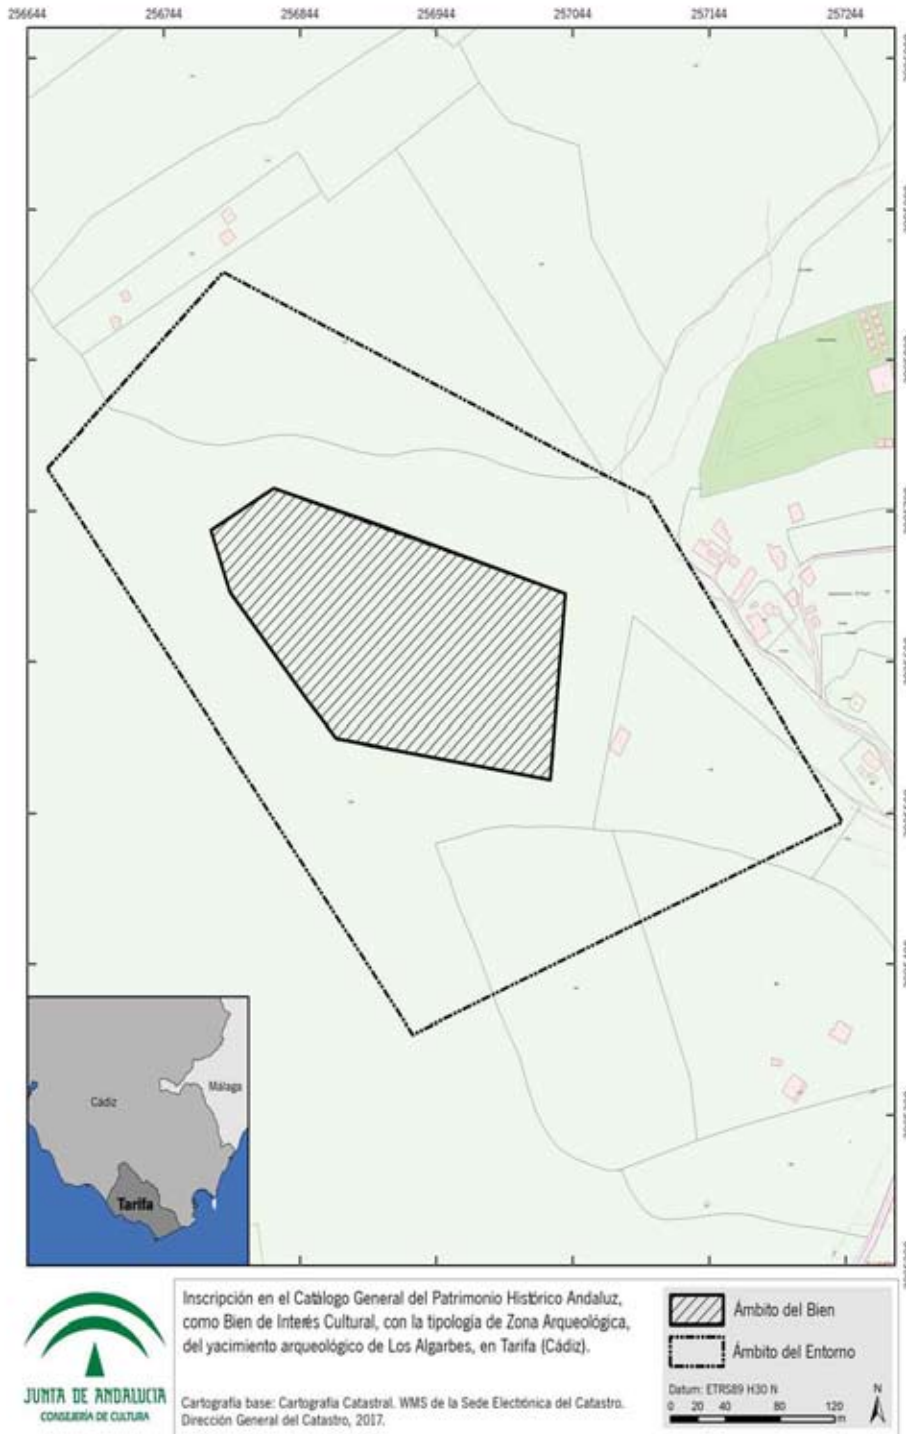 256644 256744 256844 256944 257044 257144 257244
Cádiz
Málaga
Tarifa
JUNTA DE ANDALUCIA
CONSEJERÍA DE CULTURA
Inscripción en el Catálogo General del Patrimonio Histórico Andaluz,
como Bien de Interés Cultural, con la tipología de Zona Arqueológica,
del yacimiento arqueológico de Los Algarbes, en Tarifa (Cádiz).
Cartografía base: Cartografía Catastral. WMS de la Sede Electrónica del Catastro.
Dirección General del Catastro, 2017.
Ámbito del Bien
Ámbito del Entorno
Datum: ETRS89 H30 N
N
0 20 40 80 120
m